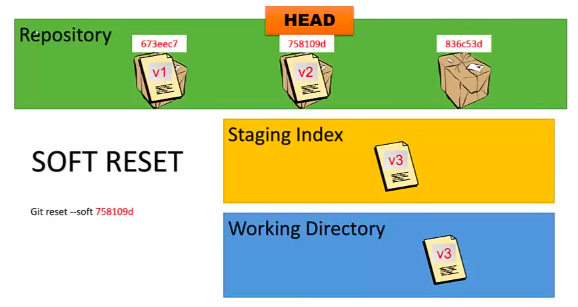 HEAD
Repository
673eec7
758109d
836c53d
v1
v2
Staging Index
SOFT RESET
v3
Git reset --soft 758109d
Working Directory
v3